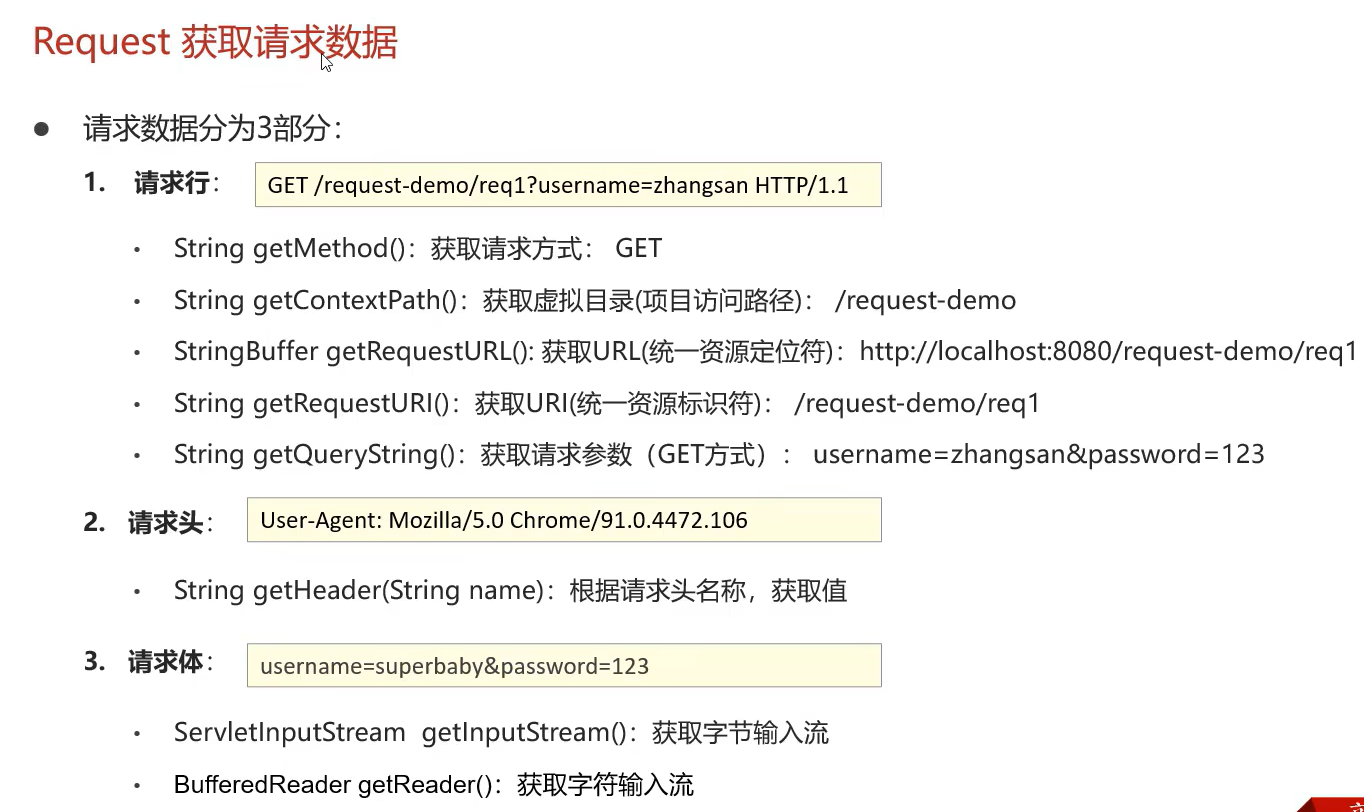 Request 获取请求数据
● 请求数据分为3部分：
1. 请求行： GET /request-demo/req1?username=zhangsan HTTP/1.1
• String getMethod()：获取请求方式： GET
• String getContextPath()：获取虚拟目录(项目访问路径)： /request-demo
• StringBuffer getRequestURL(): 获取URL(统一资源定位符)：http://localhost:8080/request-demo/req1
• String getRequestURI()：获取URI(统一资源标识符)： /request-demo/req1
• String getQueryString()：获取请求参数（GET方式）： username=zhangsan&password=123
2. 请求头： User-Agent: Mozilla/5.0 Chrome/91.0.4472.106
• String getHeader(String name)：根据请求头名称，获取值
3. 请求体： username=superbaby&password=123
• ServletInputStream getInputStream()：获取字节输入流
• BufferedReader getReader()：获取字符输入流